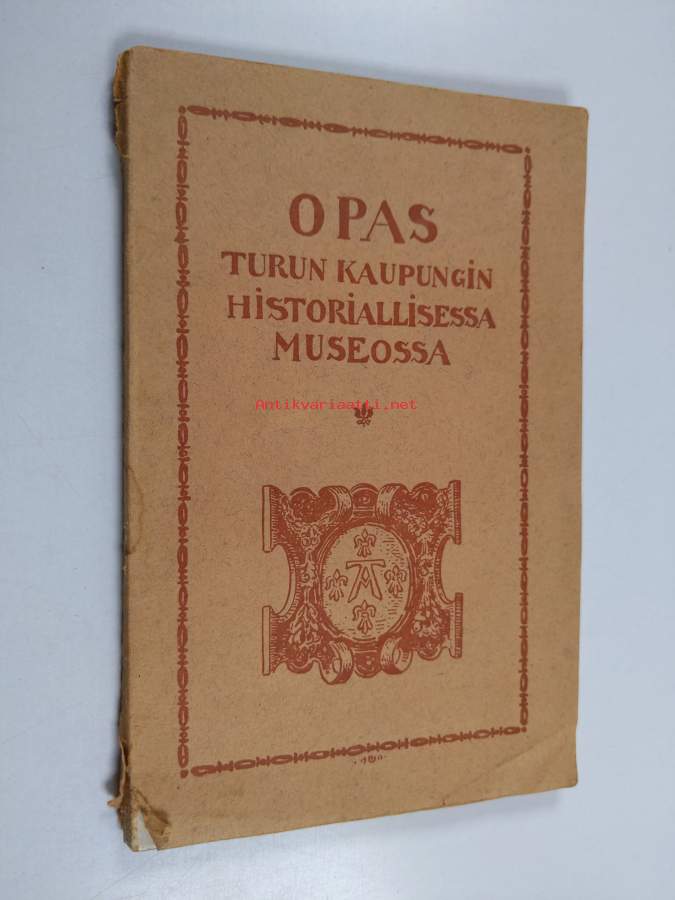 OPAS
TURUN KAUPUNGIN
HISTORIALLISESSA
MUSEOSSA
Antikvariaatti.net
A